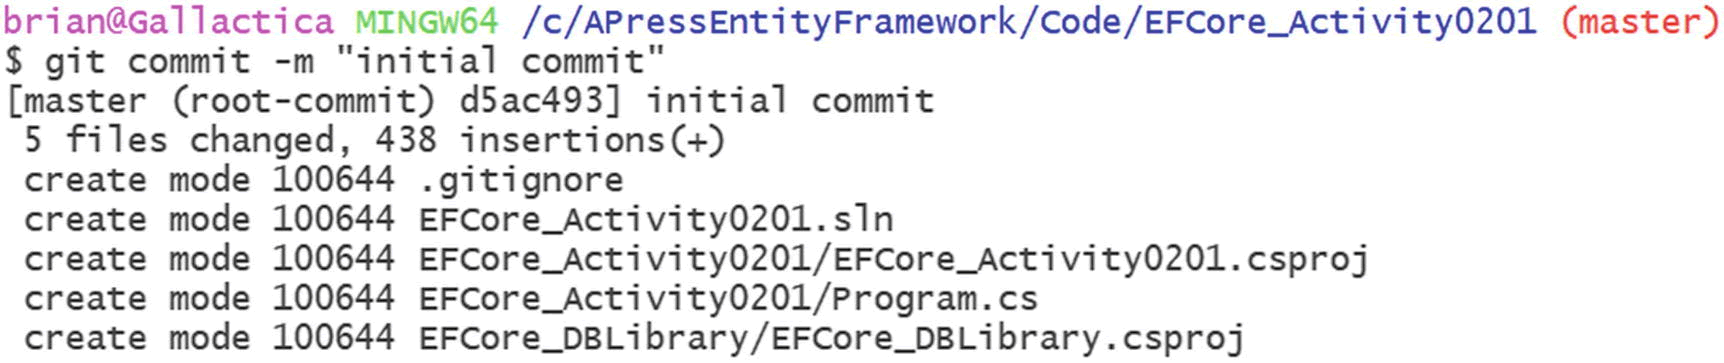 brian@Gallactica MINGW64 /c/APressEntityFramework/Code/EFCore_Activity0201 (master)
$ git commit -m "initial commit"
[master (root-commit) d5ac493] initial commit
 5 files changed, 438 insertions(+)
 create mode 100644 .gitignore
 create mode 100644 EFCore_Activity0201.sln
 create mode 100644 EFCore_Activity0201/EFCore_Activity0201.csproj
 create mode 100644 EFCore_Activity0201/Program.cs
 create mode 100644 EFCore_DBLibrary/EFCore_DBLibrary.csproj